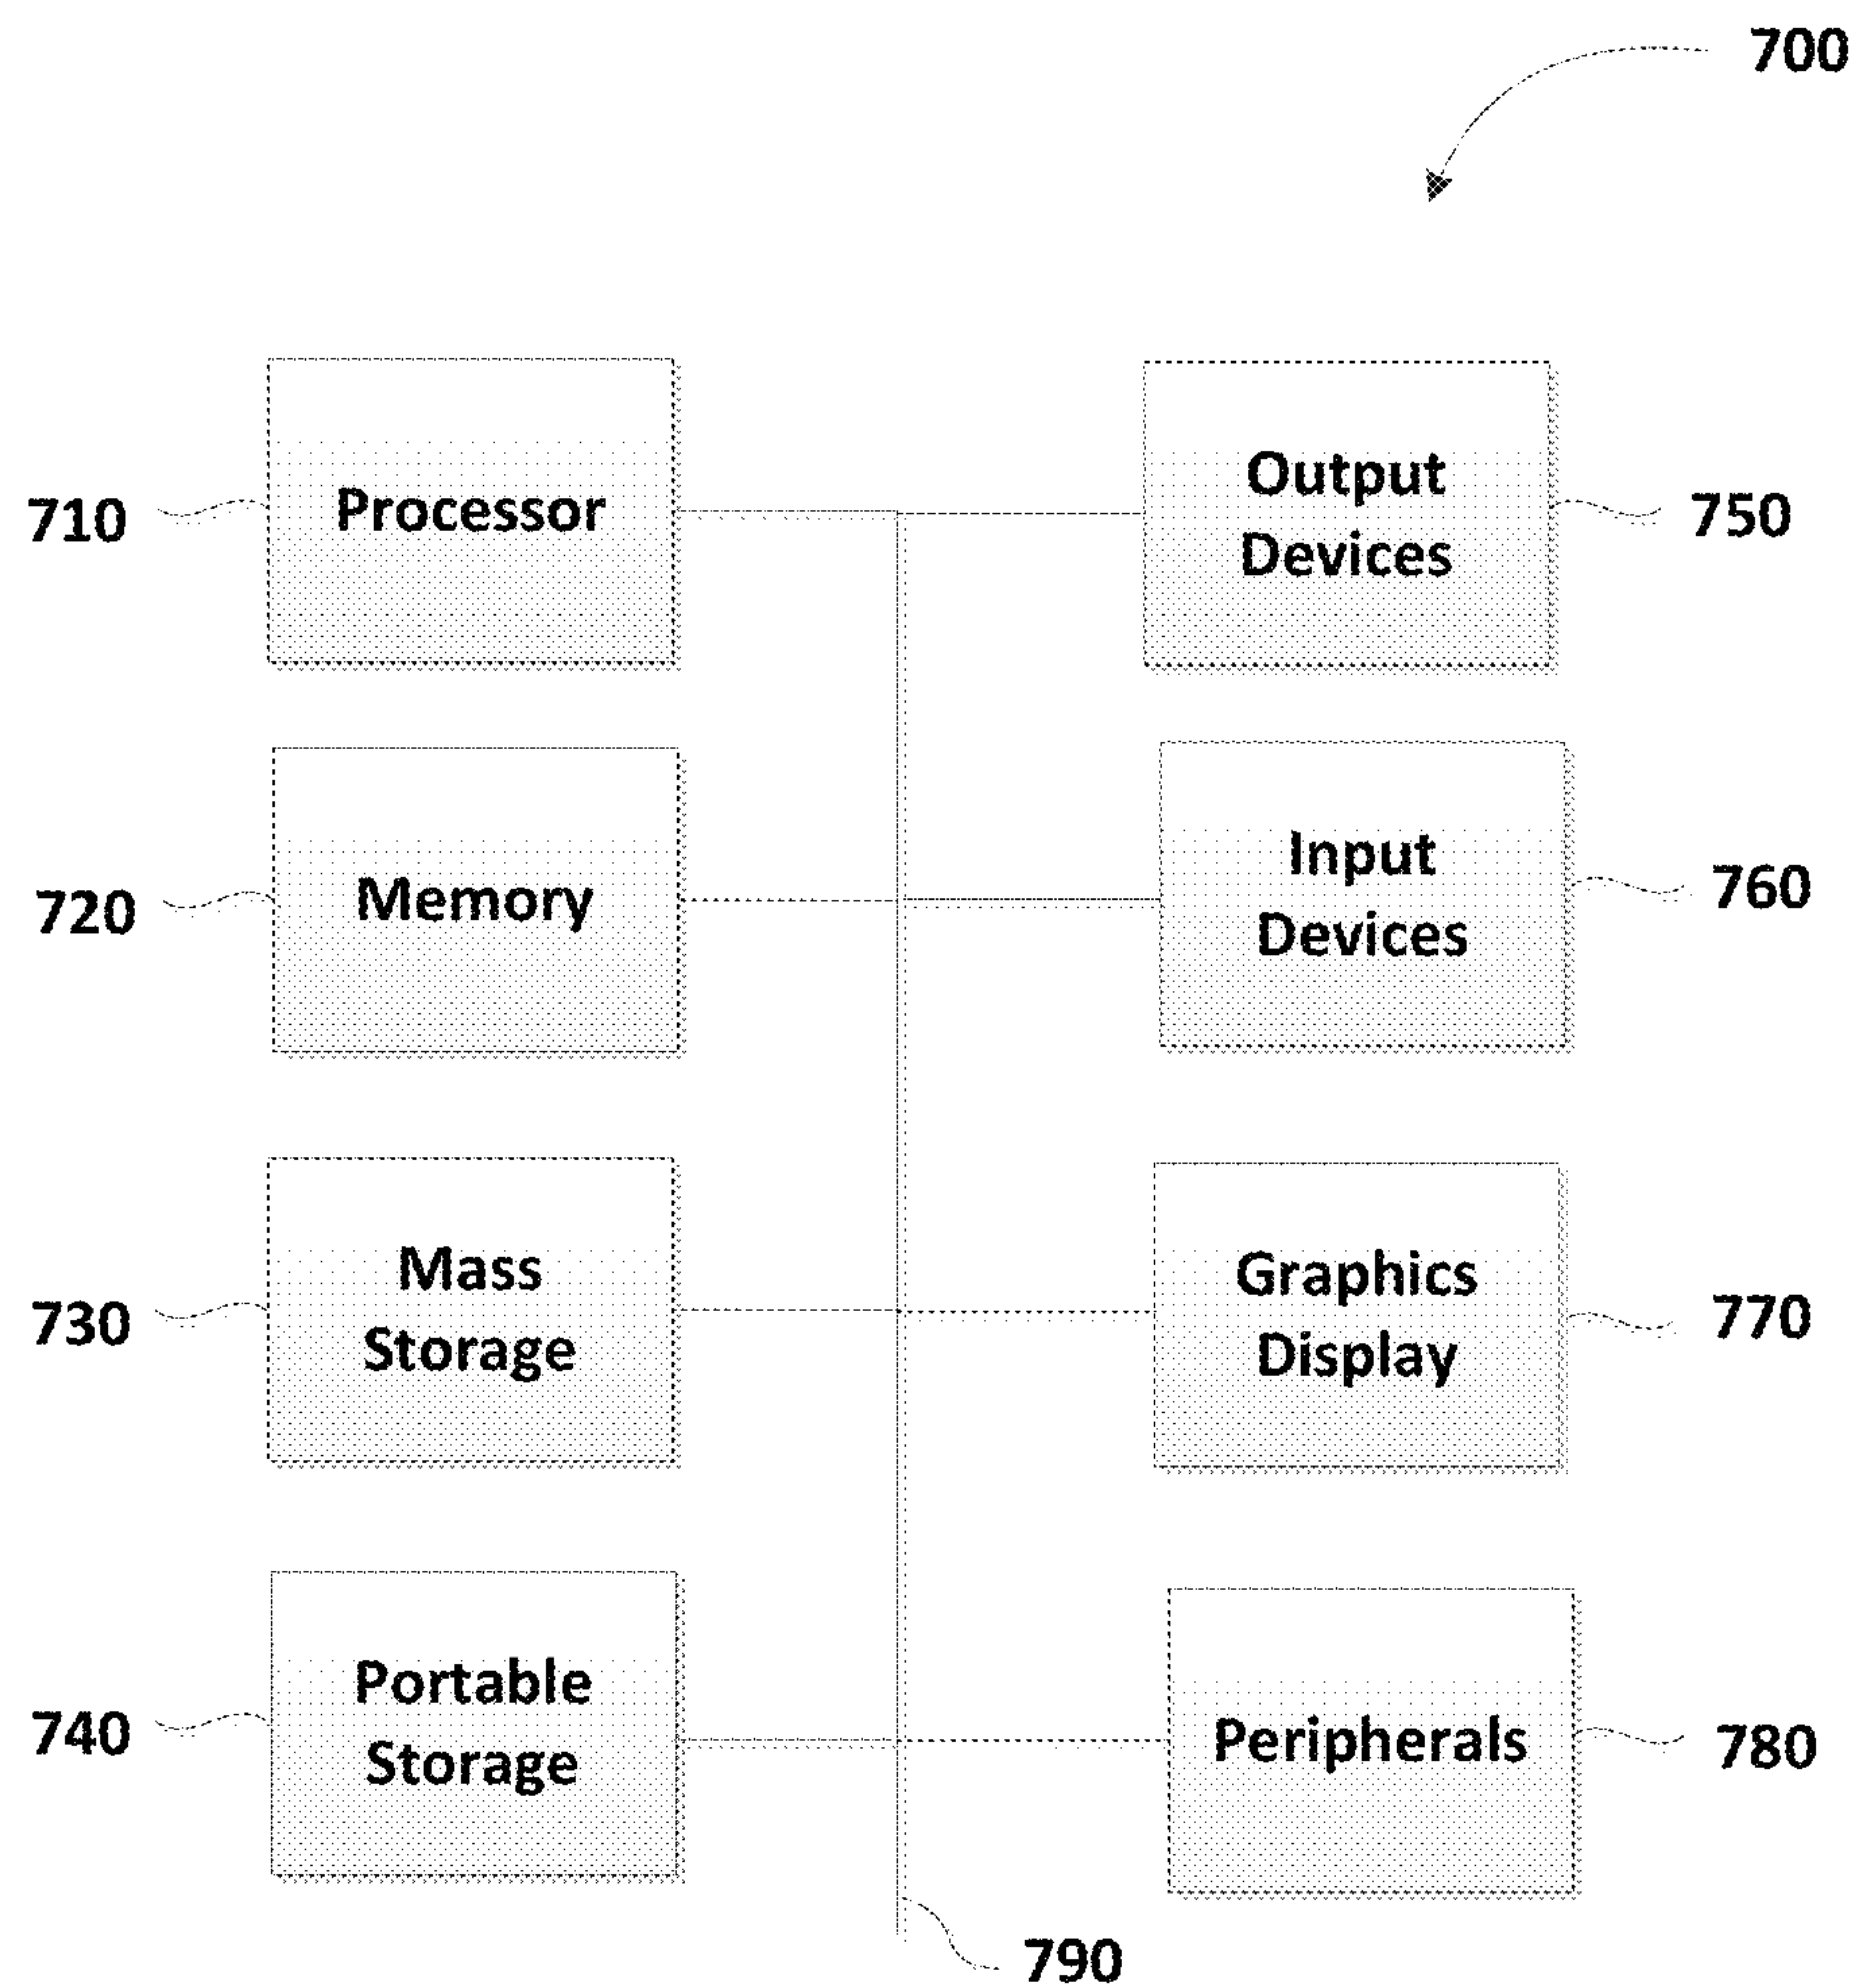 700
710
Processor
Output
Devices
750
720
Memory
Input
Devices
760
730
Mass
Storage
Graphics
Display
770
740
Portable
Storage
Peripherals
780
790